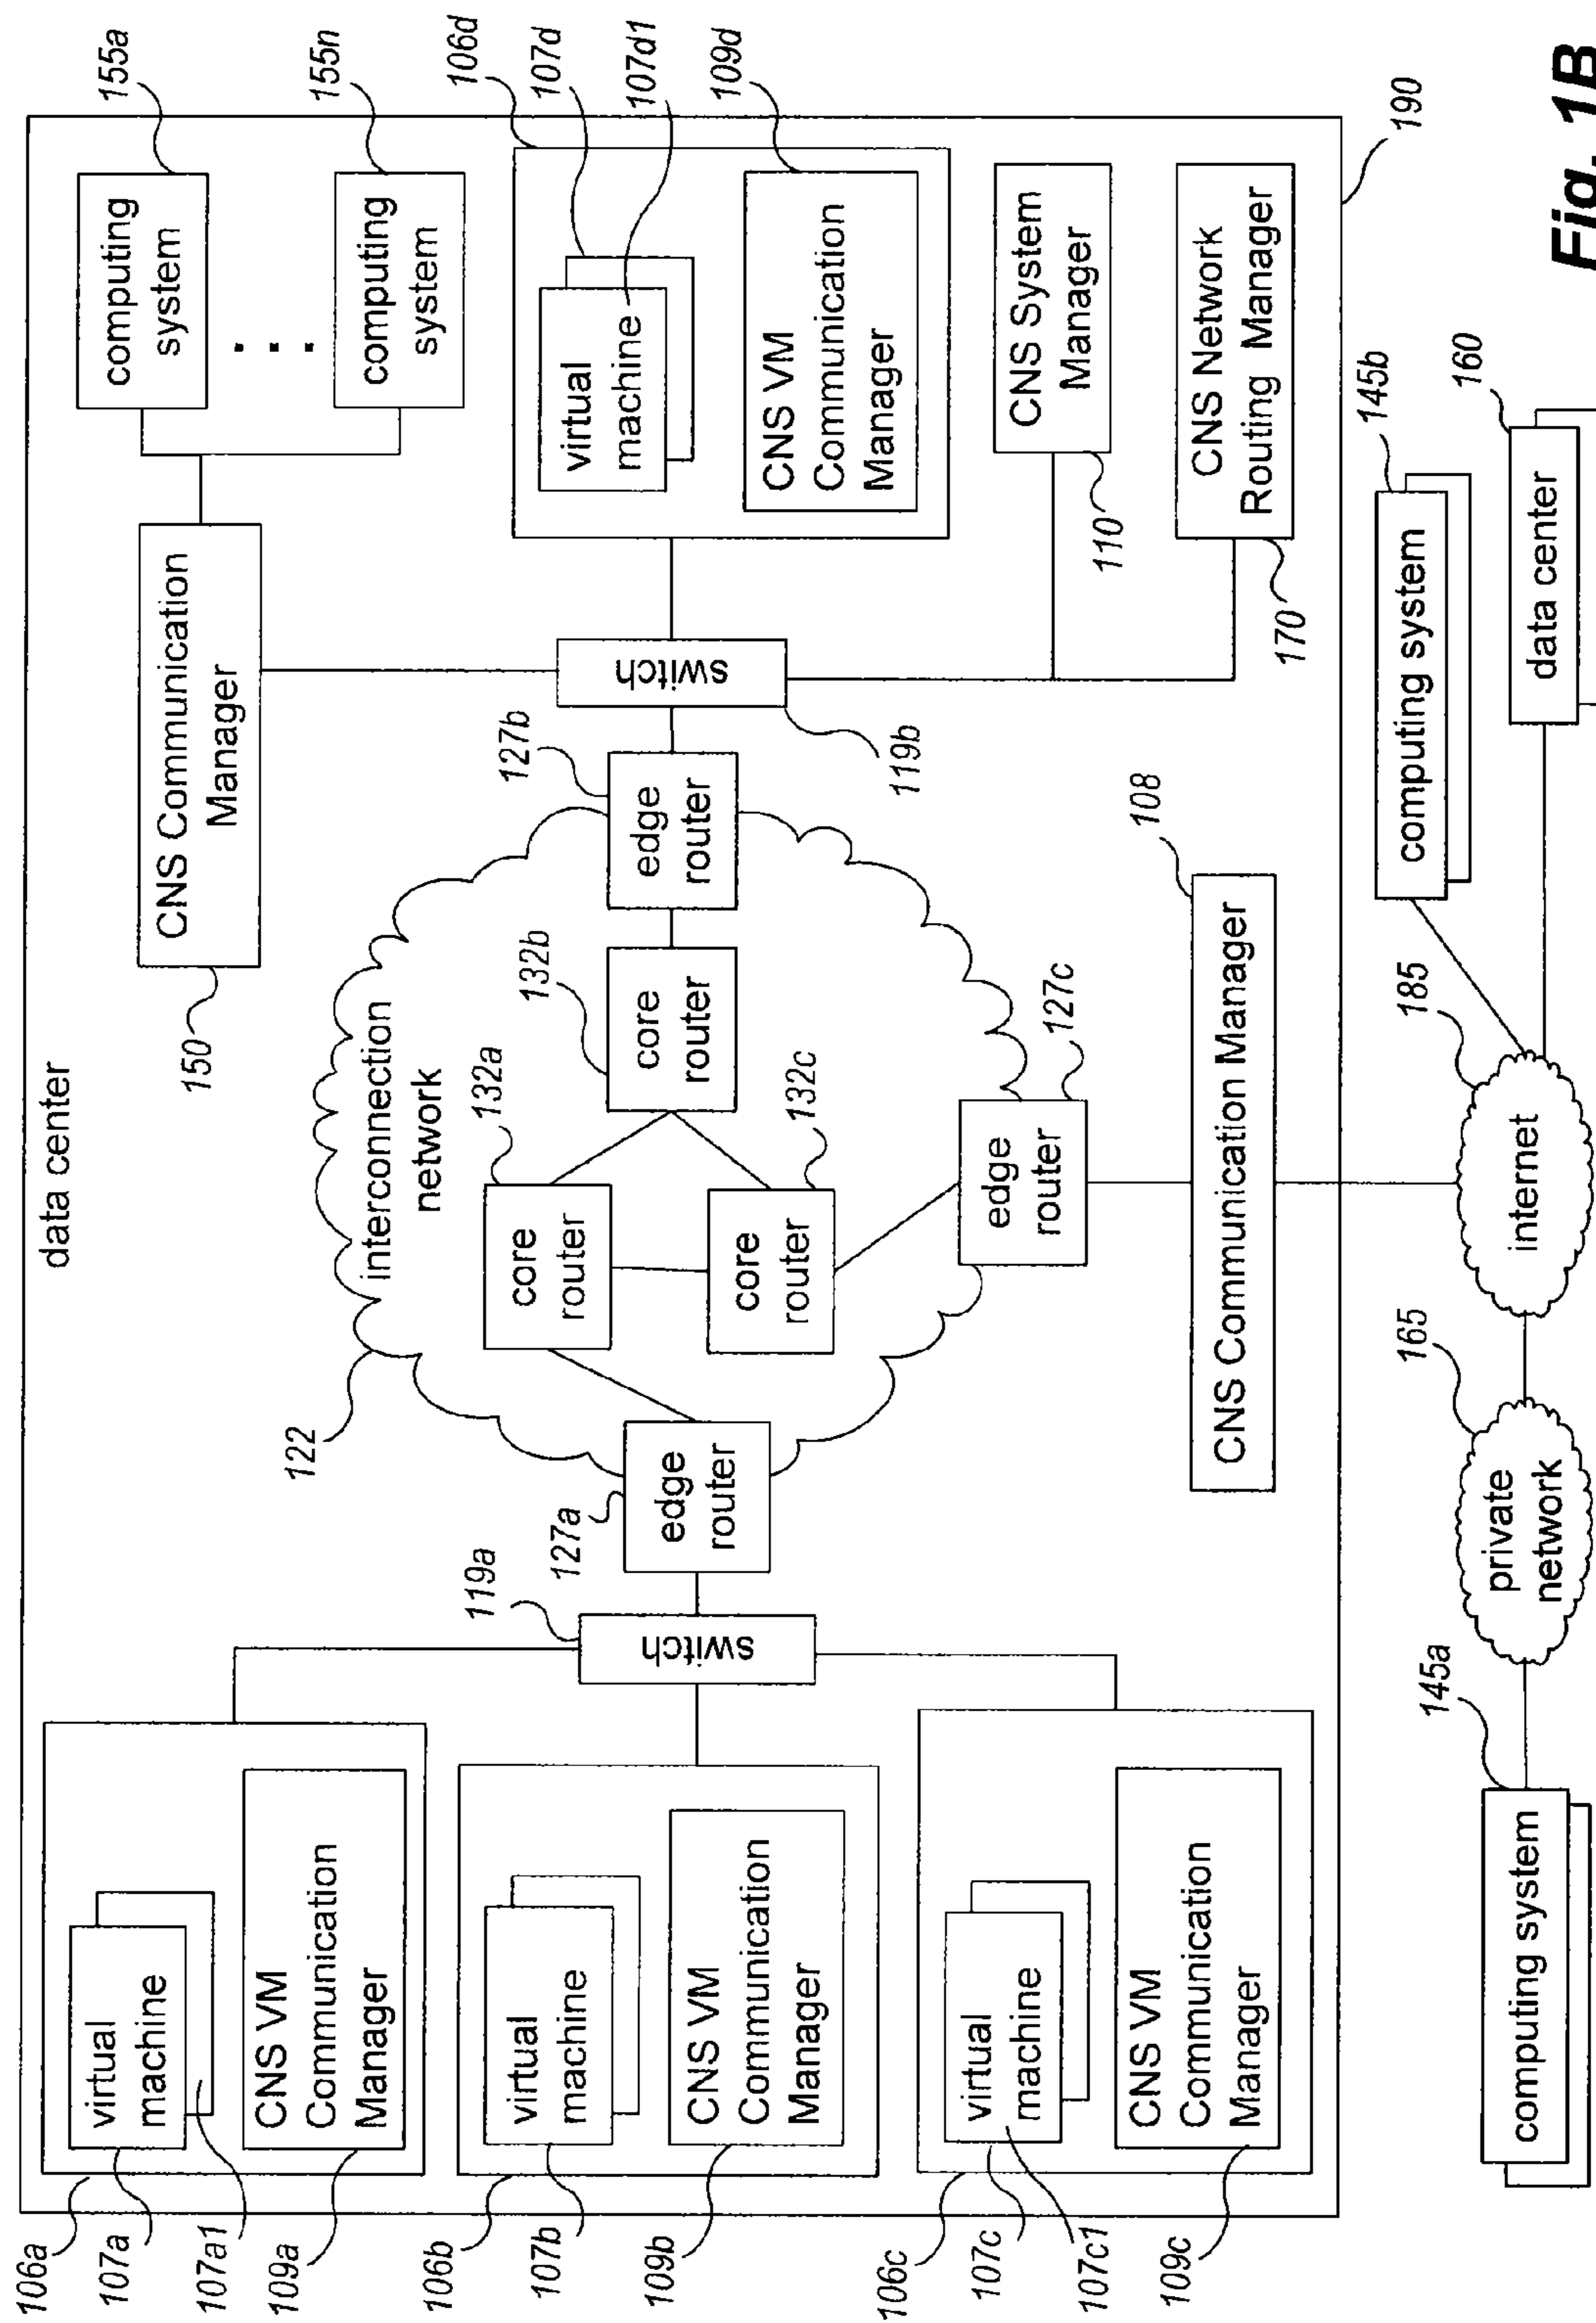 data center
106a
107a
107a1
109a
virtual
machine
CNS VM
Communication
Manager
106b
107b
109b
virtual
machine
CNS VM
Communication
Manager
106c
107c
107c1
109c
virtual
machine
CNS VM
Communication
Manager
119a
switch
127a
edge
router
122
interconnection
network
132a
core
router
132b
core
router
132c
core
router
127b
edge
router
127c
edge
router
150
CNS Communication
Manager
119b
switch
155a
computing
system
155n
computing
system
106d
107d
107d1
109d
virtual
machine
CNS VM
Communication
Manager
CNS System
Manager
110
CNS Network
Routing Manager
170
108
CNS Communication Manager
190
145a
computing system
165
private
network
185
internet
145b
computing system
160
data center
Fig. 1B